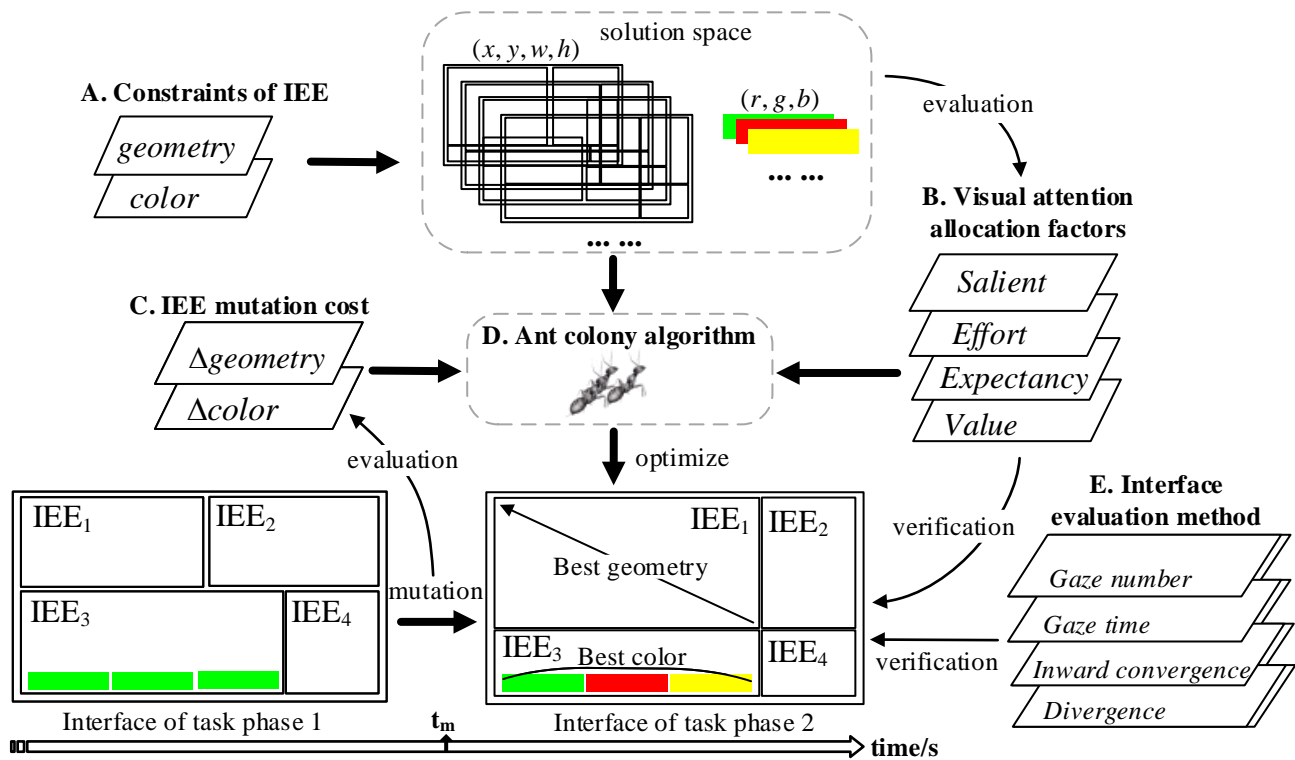 solution space
(x, y, w, h)
(r, g, b)
... ...
... ...
A. Constraints of IEE
geometry
color
evaluation
B. Visual attention
allocation factors
Salient
Effort
Expectancy
Value
C. IEE mutation cost
Δgeometry
Δcolor
D. Ant colony algorithm
evaluation
optimize
mutation
verification
verification
E. Interface
evaluation method
Gaze number
Gaze time
Inward convergence
Divergence
IEE1
IEE2
IEE3
IEE4
Interface of task phase 1
IEE1
IEE2
Best geometry
IEE3
Best color
IEE4
Interface of task phase 2
tm
time/s